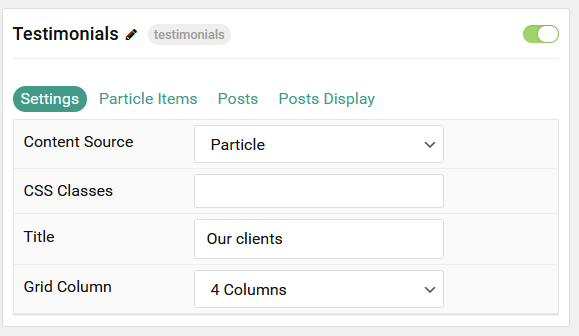 Testimonials testimonials
Settings Particle Items Posts Posts Display
Content Source Particle
CSS Classes
Title Our clients
Grid Column 4 Columns